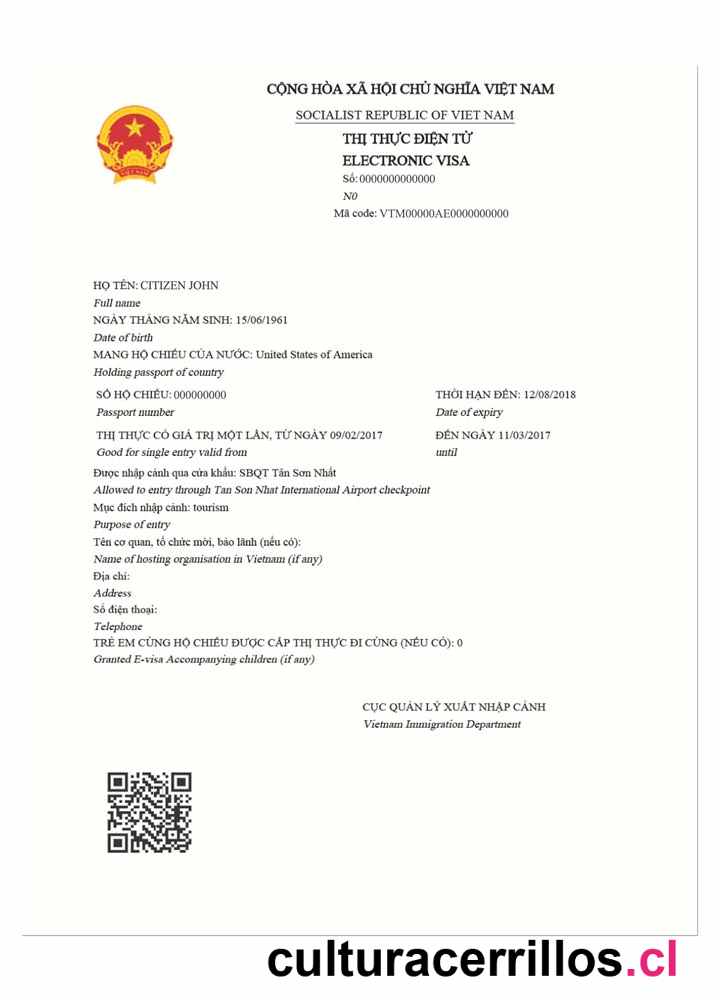 CỘNG HÒA XÃ HỘI CHỦ NGHĨA VIỆT NAM
SOCIALIST REPUBLIC OF VIET NAM
THỊ THỰC ĐIỆN TỬ
ELECTRONIC VISA
Số: 0000000000000
N0
Mã code: VTM00000AE0000000000
VIỆT NAM
HỌ TÊN: CITIZEN JOHN
Full name
NGÀY THÁNG NĂM SINH: 15/06/1961
Date of birth
MANG HỘ CHIẾU CỦA NƯỚC: United States of America
Holding passport of country
SỐ HỘ CHIẾU: 000000000 THỜI HẠN ĐẾN: 12/08/2018
Passport number Date of expiry
THỊ THỰC CÓ GIÁ TRỊ MỘT LẦN, TỪ NGÀY 09/02/2017 ĐẾN NGÀY 11/03/2017
Good for single entry valid from until
Được nhập cảnh qua cửa khẩu: SBQT Tân Sơn Nhất
Allowed to entry through Tan Son Nhat International Airport checkpoint
Mục đích nhập cảnh: tourism
Purpose of entry
Tên cơ quan, tổ chức mời, bảo lãnh (nếu có):
Name of hosting organisation in Vietnam (if any)
Địa chỉ:
Address
Số điện thoại:
Telephone
TRẺ EM CÙNG HỘ CHIẾU ĐƯỢC CẤP THỊ THỰC ĐI CÙNG (NẾU CÓ): 0
Granted E-visa Accompanying children (if any)
CỤC QUẢN LÝ XUẤT NHẬP CẢNH
Vietnam Immigration Department
culturacerrillos.cl